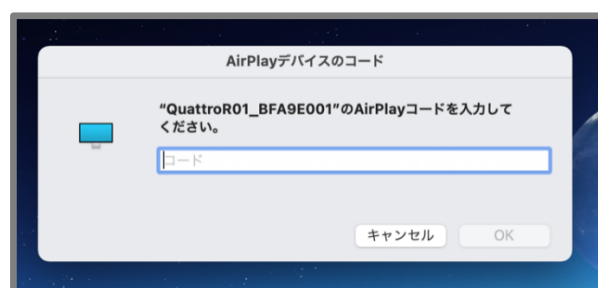 AirPlayデバイスのコード
“QuattroR01_BFA9E001”のAirPlayコードを入力して
ください。
コード
キャンセル
OK